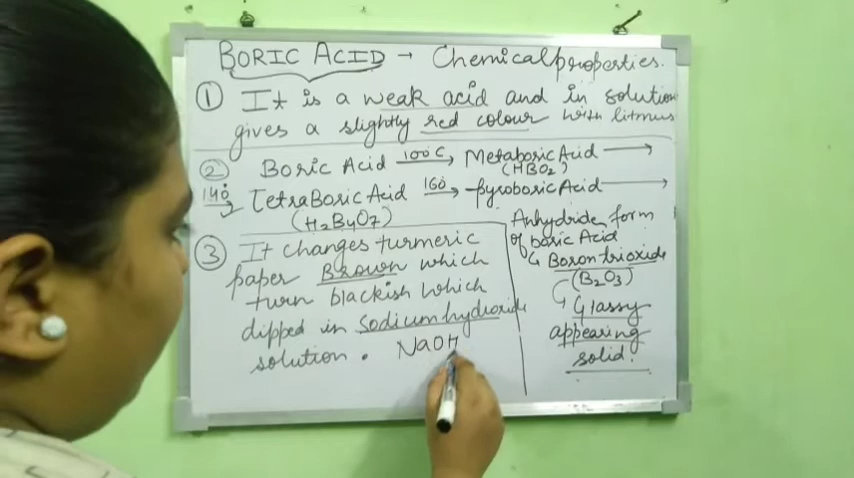 BORIC ACID → Chemical properties.
① It is a weak acid and in solution
gives a slightly red colour with litmus
② Boric Acid 100°C → Metaboric Acid →
(HBO2)
140° → TetraBoric Acid 160 → pyroboric Acid →
(H2B4O7)
③ It changes turmeric
paper Brown which
turn blackish which
dipped in Sodium hydroxide
solution. NaOH
Anhydride form
of boric Acid
↳ Boron trioxide
(B2O3)
↳ Glassy
appearing
solid.